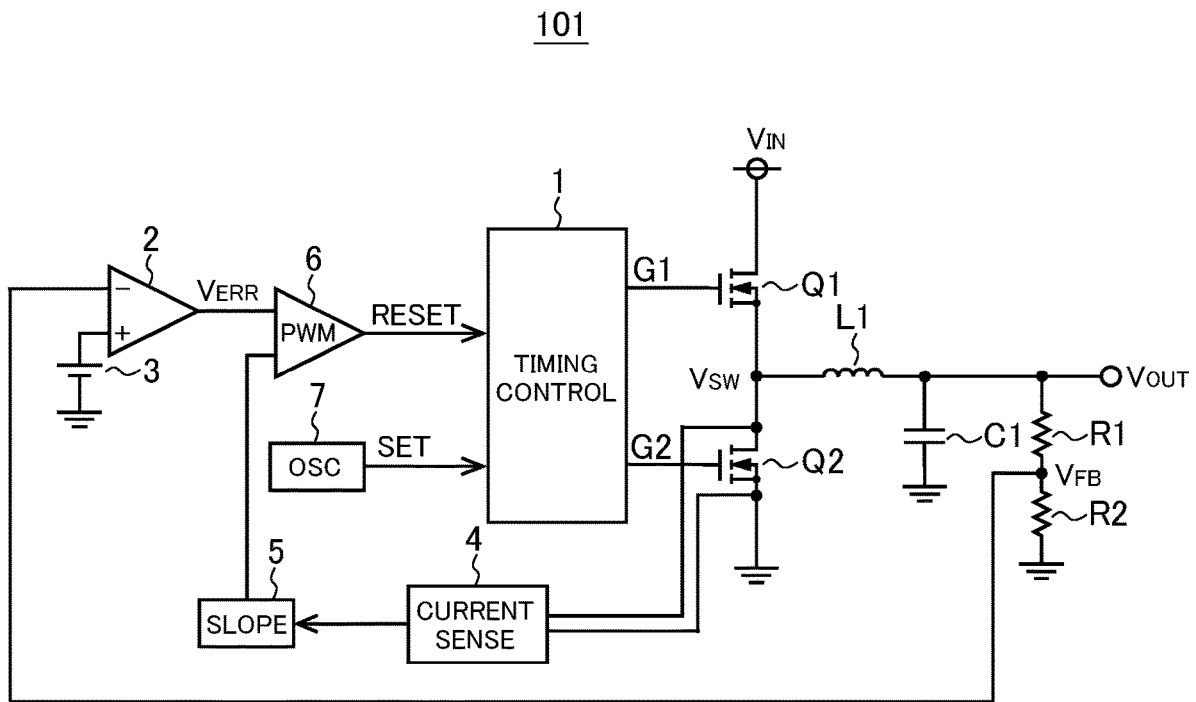 101
VIN
1
2
6
G1
Q1
VERR
RESET
L1
−
+
PWM
3
TIMING
CONTROL
VSW
VOUT
7
SET
OSC
G2
Q2
C1
R1
VFB
R2
5
4
SLOPE
CURRENT
SENSE